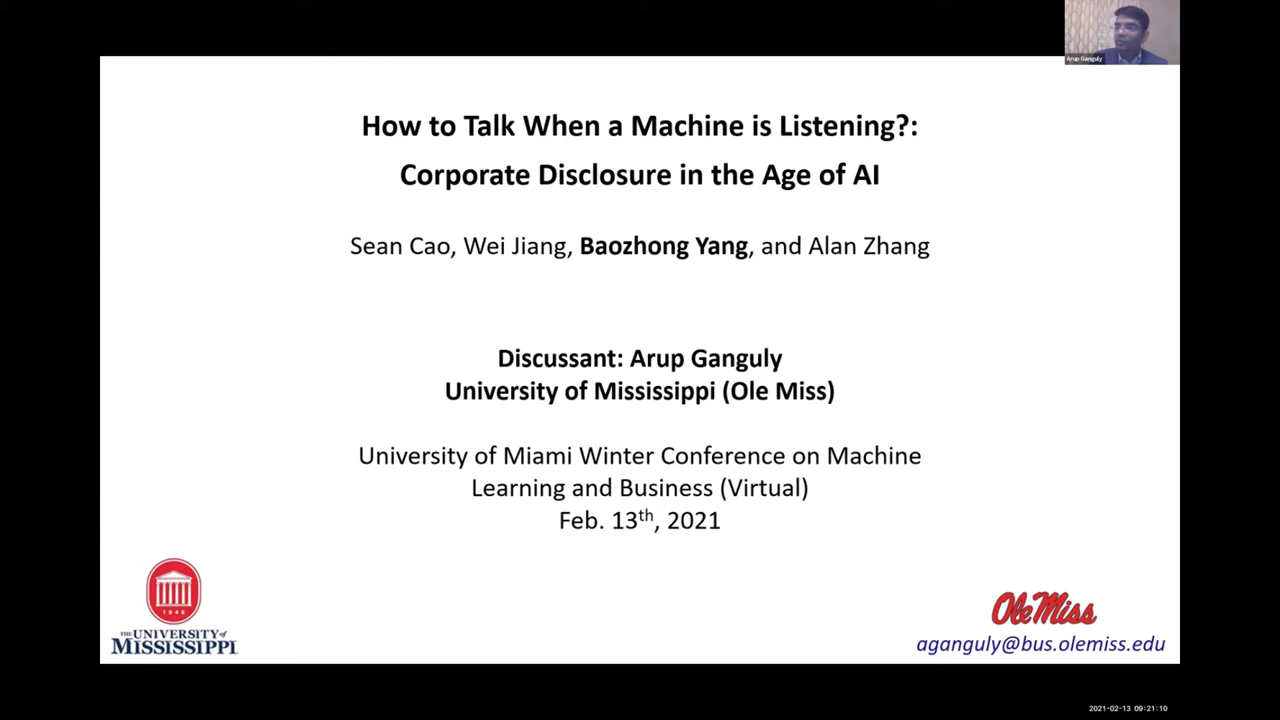 Arup Ganguly
How to Talk When a Machine is Listening?:
Corporate Disclosure in the Age of AI
Sean Cao, Wei Jiang, Baozhong Yang, and Alan Zhang
Discussant: Arup Ganguly
University of Mississippi (Ole Miss)
University of Miami Winter Conference on Machine
Learning and Business (Virtual)
Feb. 13th, 2021
1848
THE UNIVERSITY of
MISSISSIPPI
Ole Miss
aganguly@bus.olemiss.edu
2021-02-13 09:21:10